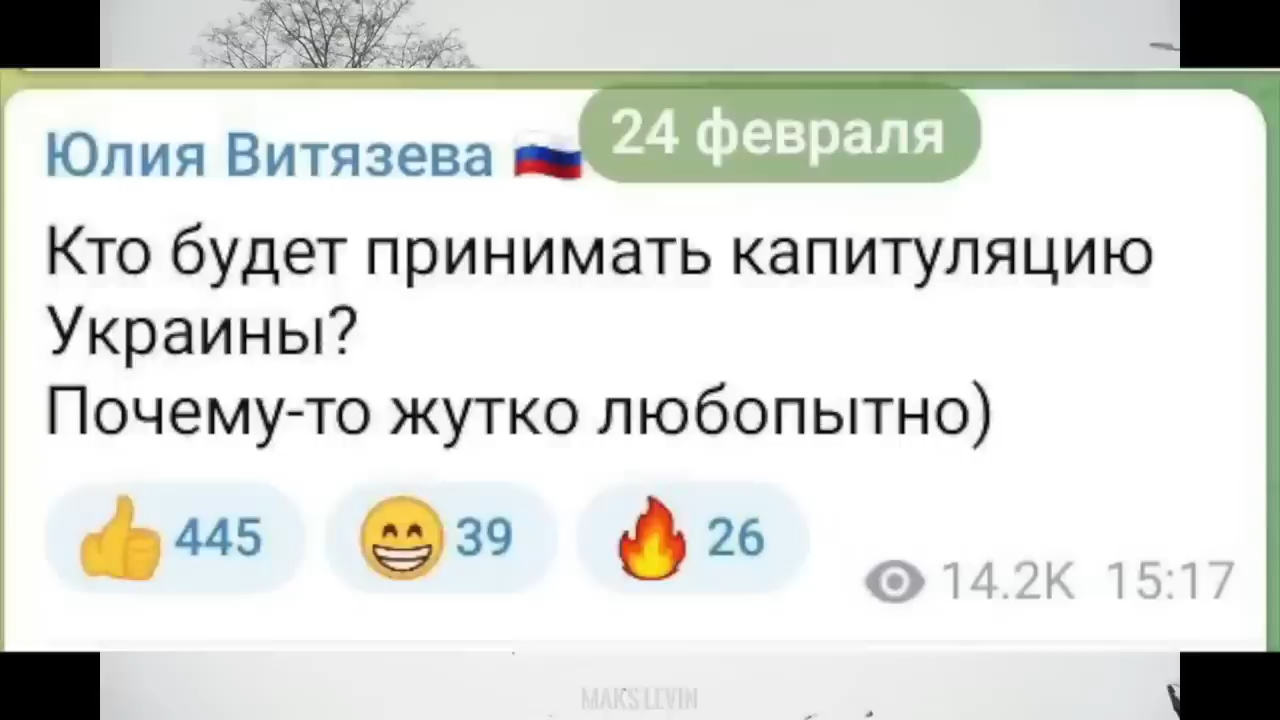 24 февраля
Юлия Витязева 🇷🇺
Кто будет принимать капитуляцию
Украины?
Почему-то жутко любопытно)
👍 445 😁 39 🔥 26
14.2K 15:17
MAKS LEVIN